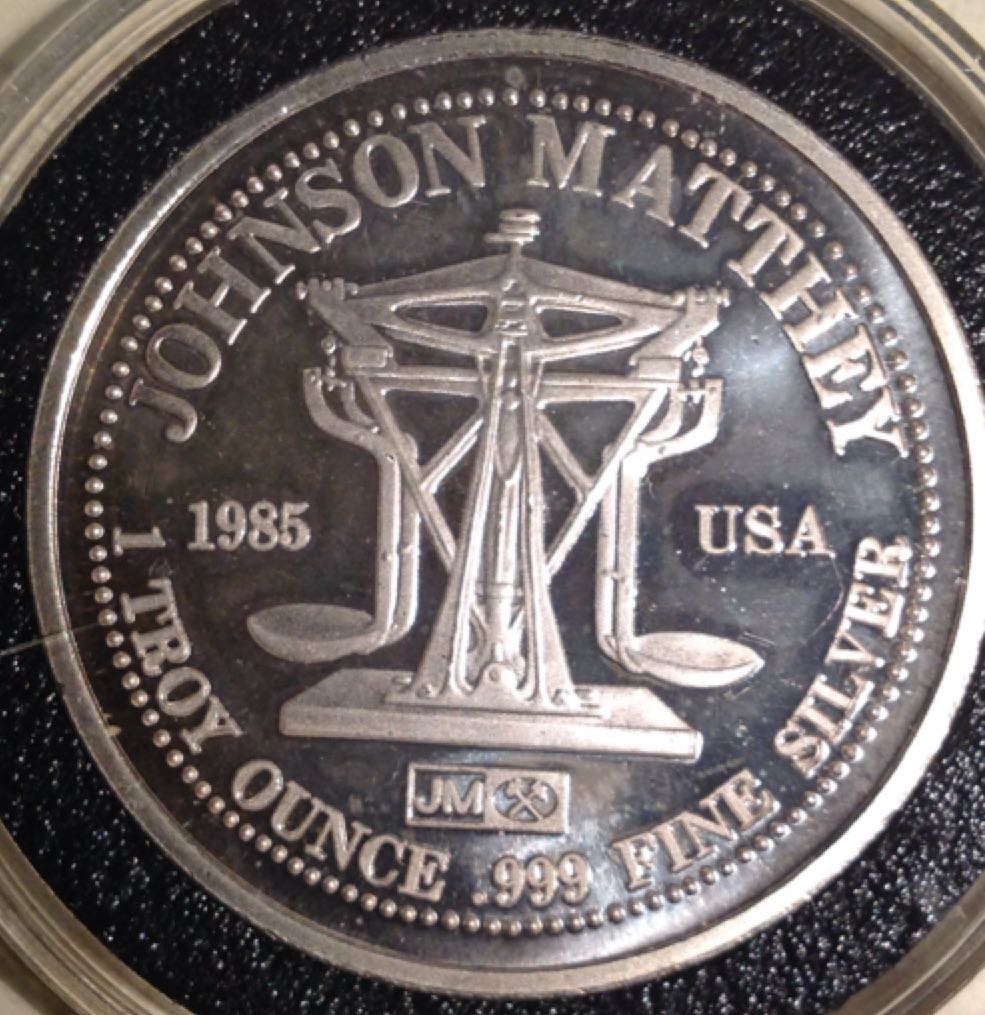 JOHNSON MATTHEY
1985
USA
JM
1 TROY OUNCE .999 FINE SILVER